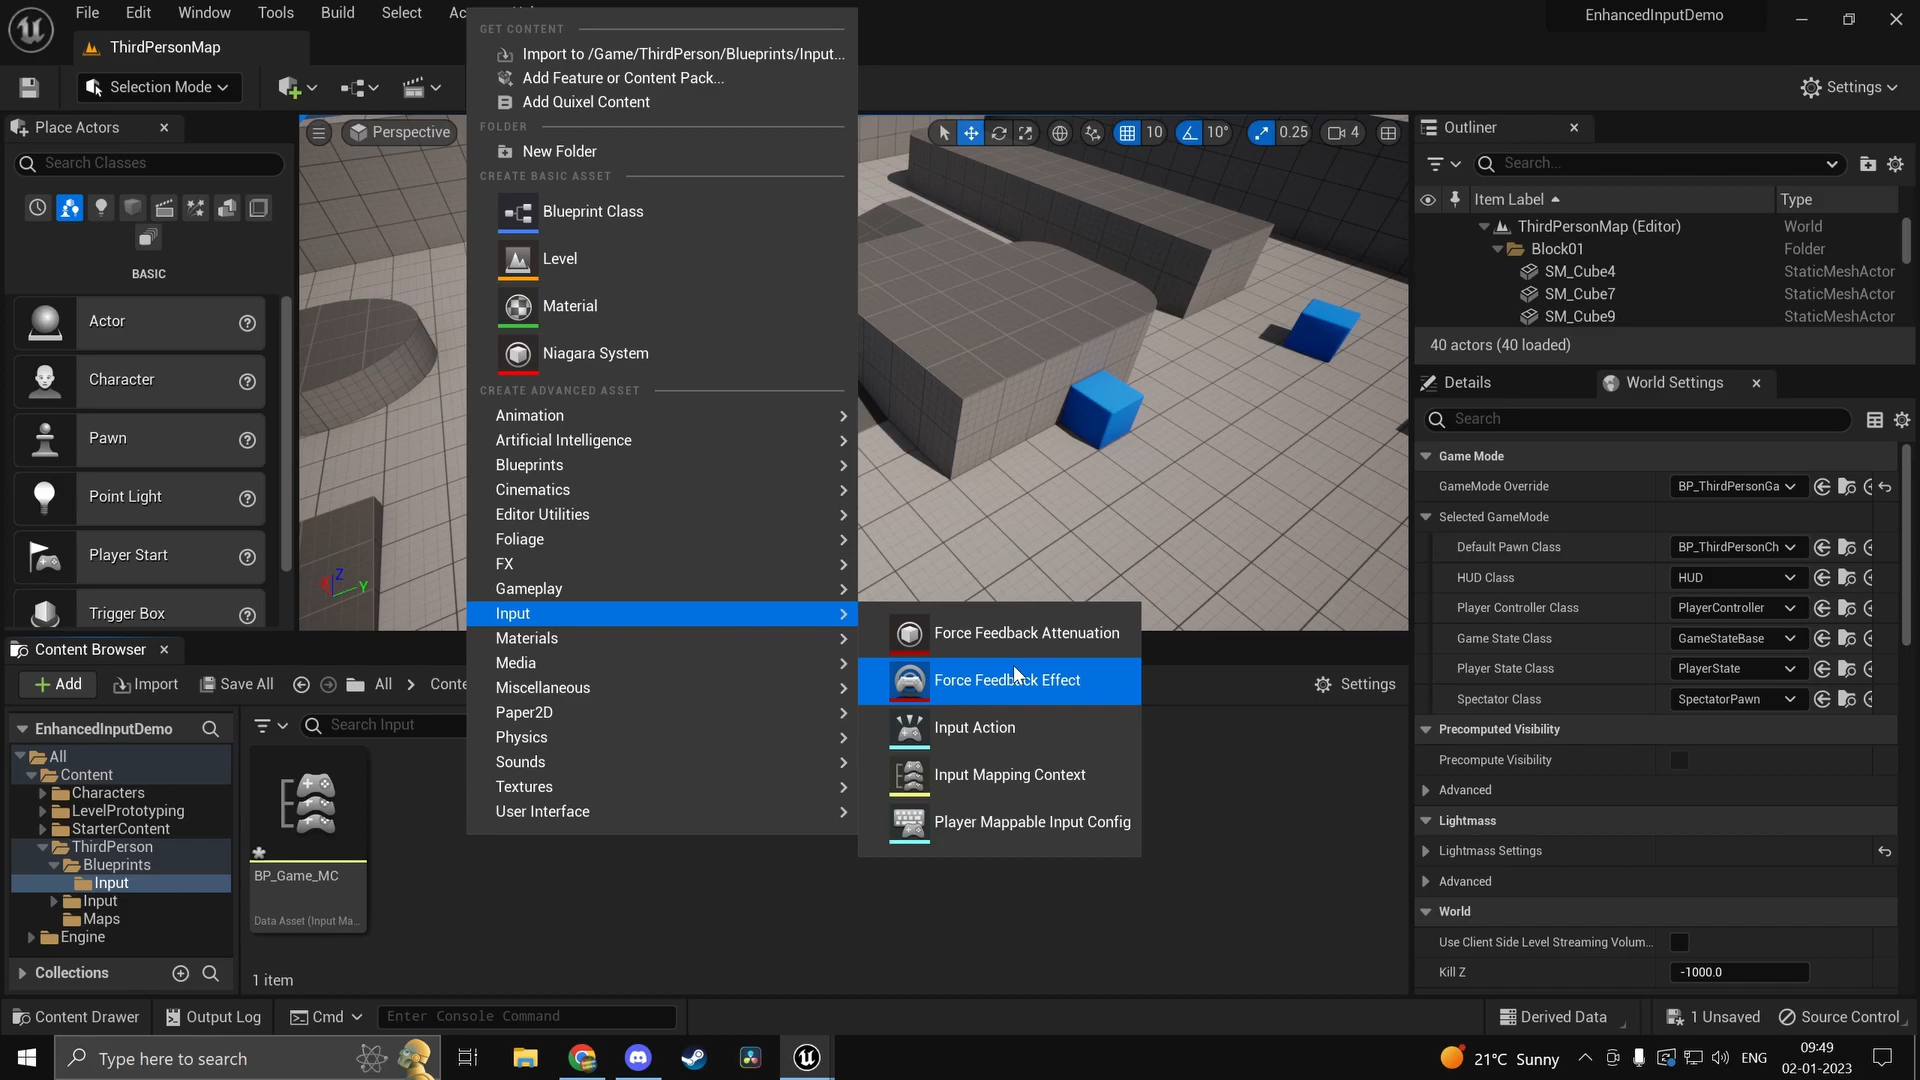 File Edit Window Tools Build Select Ac
EnhancedInputDemo
ThirdPersonMap
Selection Mode
Settings
GET CONTENT
Import to /Game/ThirdPerson/Blueprints/Input...
Add Feature or Content Pack...
Add Quixel Content
FOLDER
New Folder
CREATE BASIC ASSET
Blueprint Class
Level
Material
Niagara System
CREATE ADVANCED ASSET
Animation
Artificial Intelligence
Blueprints
Cinematics
Editor Utilities
Foliage
FX
Gameplay
Input
Materials
Media
Miscellaneous
Paper2D
Physics
Sounds
Textures
User Interface
Force Feedback Attenuation
Force Feedback Effect
Input Action
Input Mapping Context
Player Mappable Input Config
Place Actors
Search Classes
BASIC
Actor
Character
Pawn
Point Light
Player Start
Trigger Box
Perspective
10 10° 0.25 4
X Z Y
Outliner
Search...
Item Label Type
ThirdPersonMap (Editor) World
Block01 Folder
SM_Cube4 StaticMeshActor
SM_Cube7 StaticMeshActor
SM_Cube9 StaticMeshActor
40 actors (40 loaded)
Details World Settings
Search
Game Mode
GameMode Override BP_ThirdPersonGa
Selected GameMode
Default Pawn Class BP_ThirdPersonCh
HUD Class HUD
Player Controller Class PlayerController
Game State Class GameStateBase
Player State Class PlayerState
Spectator Class SpectatorPawn
Precomputed Visibility
Precompute Visibility
Advanced
Lightmass
Lightmass Settings
Advanced
World
Use Client Side Level Streaming Volum...
Kill Z -1000.0
Content Browser
Add Import Save All All Conte
Settings
EnhancedInputDemo
Search Input
All
Content
Characters
LevelPrototyping
StarterContent
ThirdPerson
Blueprints
Input
Input
Maps
Engine
Collections
BP_Game_MC
Data Asset (Input Ma...
1 item
Content Drawer Output Log Cmd Enter Console Command
Derived Data 1 Unsaved Source Control
Type here to search
21°C Sunny
ENG
09:49
02-01-2023